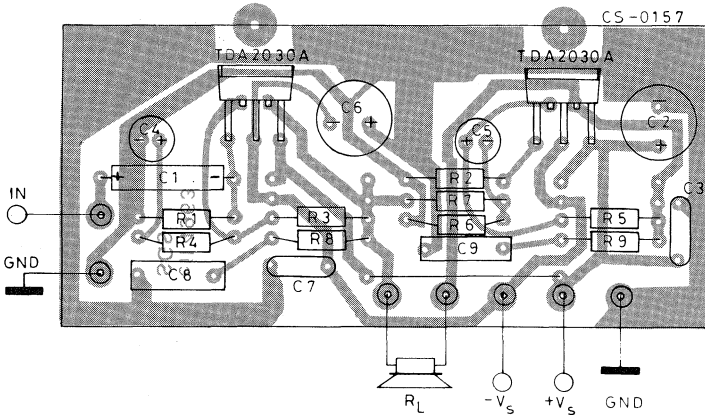 CS-0157
TDA2030A
TDA2030A
C4
C6
C5
C2
C1
R2
C3
IN
R1
R3
R7
R5
R4
R8
R6
R9
C9
GND
C8
C7
RL
-Vs
+Vs
GND